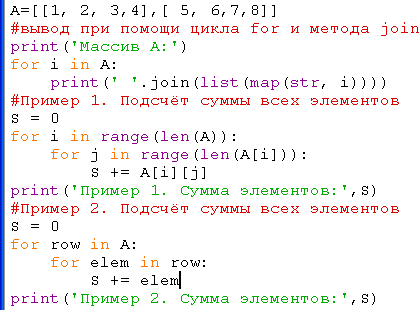 A=[[1, 2, 3,4],[ 5, 6,7,8]]
#вывод при помощи цикла for и метода join
print('Массив А:')
for i in A:
    print(' '.join(list(map(str, i))))
#Пример 1. Подсчёт суммы всех элементов
S = 0
for i in range(len(A)):
    for j in range(len(A[i])):
        S += A[i][j]
print('Пример 1. Сумма элементов:',S)
#Пример 2. Подсчёт суммы всех элементов
S = 0
for row in A:
    for elem in row:
        S += elem
print('Пример 2. Сумма элементов:',S)